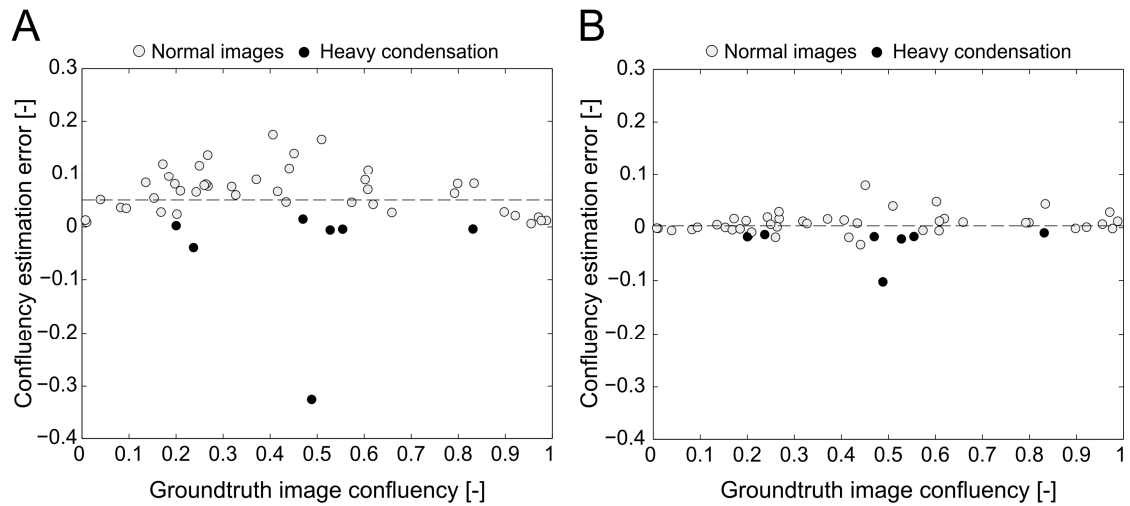 A
Normal images Heavy condensation
0.3
0.2
0.1
0
−0.1
−0.2
−0.3
−0.4
Confluency estimation error [-]
0 0.1 0.2 0.3 0.4 0.5 0.6 0.7 0.8 0.9 1
Groundtruth image confluency [-]
B
Normal images Heavy condensation
0.3
0.2
0.1
0
−0.1
−0.2
−0.3
−0.4
Confluency estimation error [-]
0 0.1 0.2 0.3 0.4 0.5 0.6 0.7 0.8 0.9 1
Groundtruth image confluency [-]